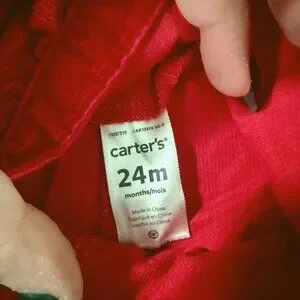 carter's®
24m
months/mois
Made in China
Fabriqué en Chine
Hecho en China